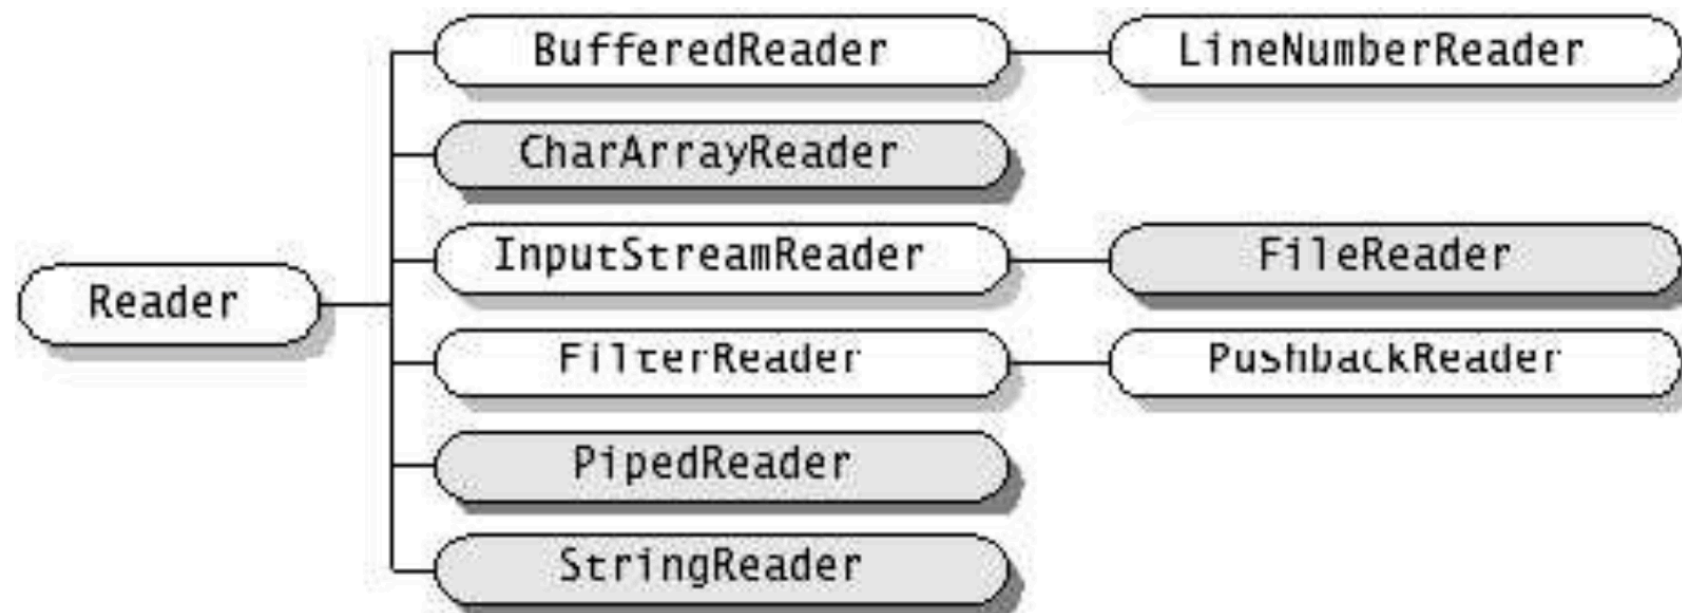 BufferedReader
LineNumberReader
CharArrayReader
InputStreamReader
FileReader
Reader
FilterReader
PushbackReader
PipedReader
StringReader